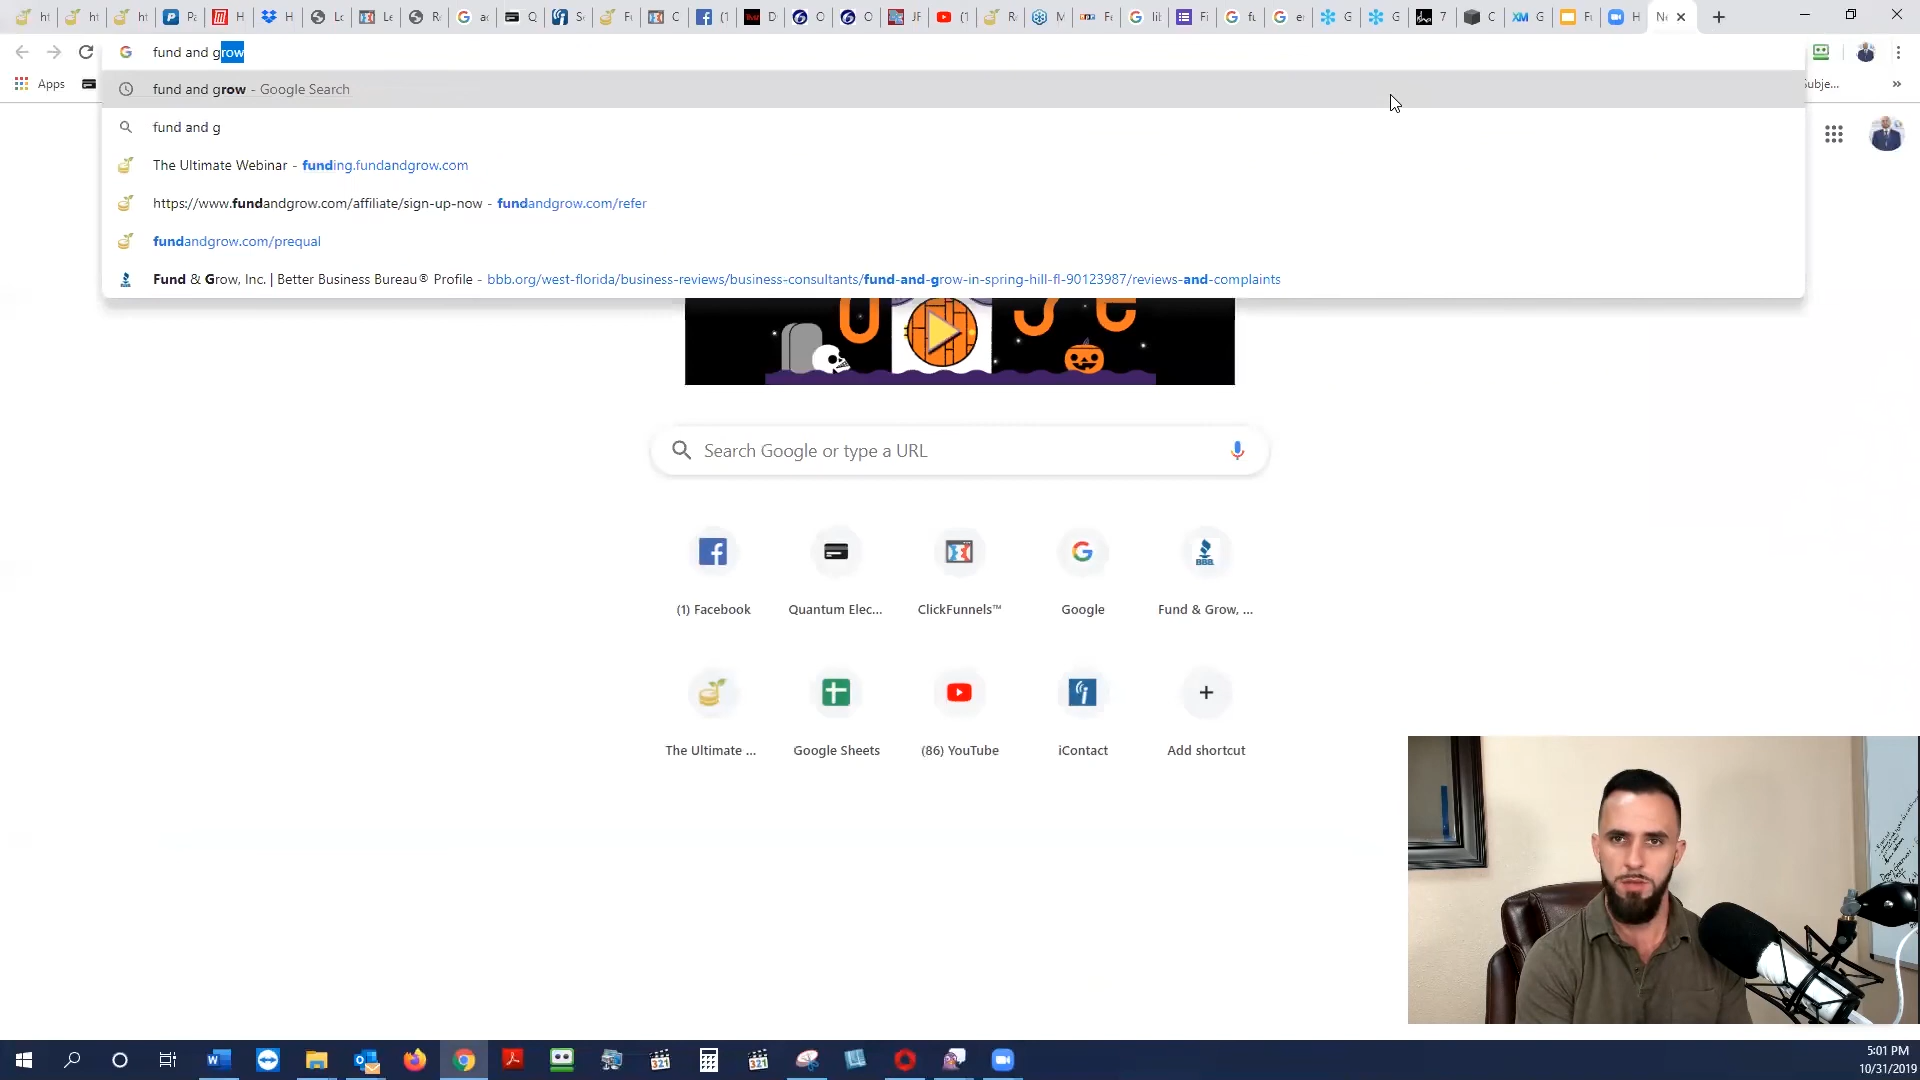 fund and grow
Apps
Subje...
fund and grow - Google Search
fund and g
The Ultimate Webinar - funding.fundandgrow.com
https://www.fundandgrow.com/affiliate/sign-up-now - fundandgrow.com/refer
fundandgrow.com/prequal
Fund & Grow, Inc. | Better Business Bureau® Profile - bbb.org/west-florida/business-reviews/business-consultants/fund-and-grow-in-spring-hill-fl-90123987/reviews-and-complaints
Search Google or type a URL
(1) Facebook
Quantum Elec...
ClickFunnels™
Google
Fund & Grow, ...
The Ultimate ...
Google Sheets
(86) YouTube
iContact
Add shortcut
5:01 PM
10/31/2019